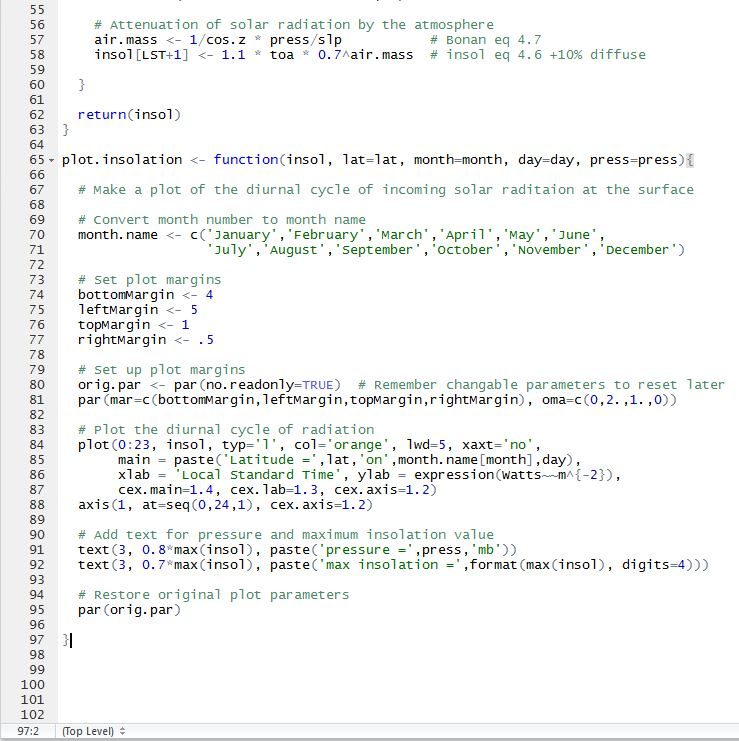 55
56     # Attenuation of solar radiation by the atmosphere
57     air.mass <- 1/cos.z * press/slp           # Bonan eq 4.7
58     insol[LST+1] <- 1.1 * toa * 0.7^air.mass  # insol eq 4.6 +10% diffuse
59
60   }
61
62   return(insol)
63 }
64
65 plot.insolation <- function(insol, lat=lat, month=month, day=day, press=press){
66
67   # Make a plot of the diurnal cycle of incoming solar raditaion at the surface
68
69   # Convert month number to month name
70   month.name <- c('January','February','March','April','May','June',
71                   'July','August','September','October','November','December')
72
73   # Set plot margins
74   bottomMargin <- 4
75   leftMargin <- 5
76   topMargin <- 1
77   rightMargin <- .5
78
79   # Set up plot margins
80   orig.par <- par(no.readonly=TRUE)  # Remember changable parameters to reset later
81   par(mar=c(bottomMargin,leftMargin,topMargin,rightMargin), oma=c(0,2.,1.,0))
82
83   # Plot the diurnal cycle of radiation
84   plot(0:23, insol, typ='l', col='orange', lwd=5, xaxt='no',
85        main = paste('Latitude =',lat,'on',month.name[month],day),
86        xlab = 'Local Standard Time', ylab = expression(watts~~m^{-2}),
87        cex.main=1.4, cex.lab=1.3, cex.axis=1.2)
88   axis(1, at=seq(0,24,1), cex.axis=1.2)
89
90   # Add text for pressure and maximum insolation value
91   text(3, 0.8*max(insol), paste('pressure =',press,'mb'))
92   text(3, 0.7*max(insol), paste('max insolation =',format(max(insol), digits=4)))
93
94   # Restore original plot parameters
95   par(orig.par)
96
97 }
98
99
100
101
102
97:2 (Top Level)